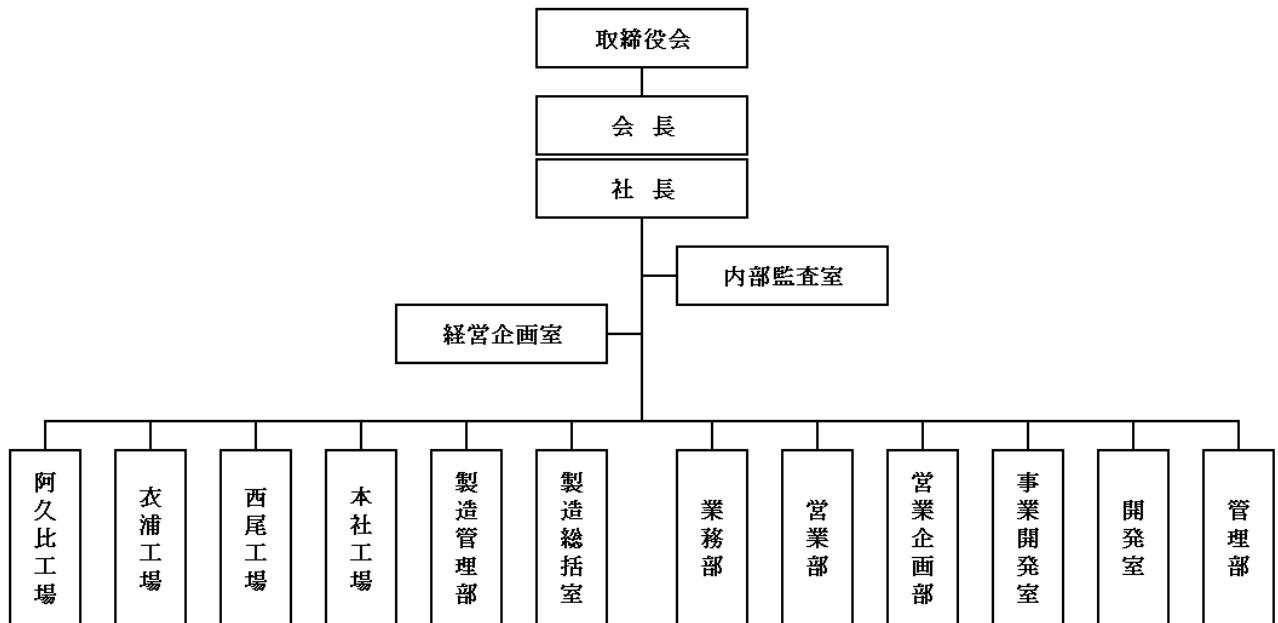 取締役会
会 長
社 長
内部監査室
経営企画室
阿久比工場
衣浦工場
西尾工場
本社工場
製造管理部
製造総括室
業務部
営業部
営業企画部
事業開発室
開発室
管理部